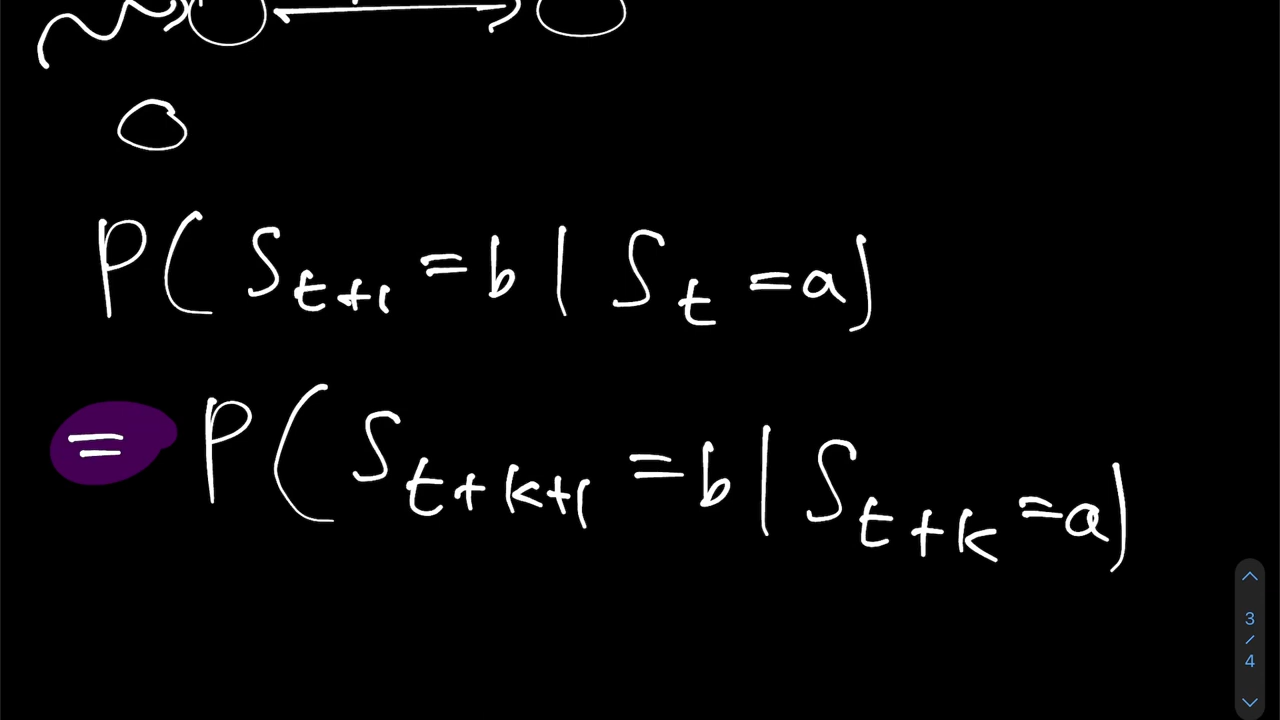 P( S_{t+1} = b | S_t = a)
= P( S_{t+k+1} = b | S_{t+k} = a)
3
/
4